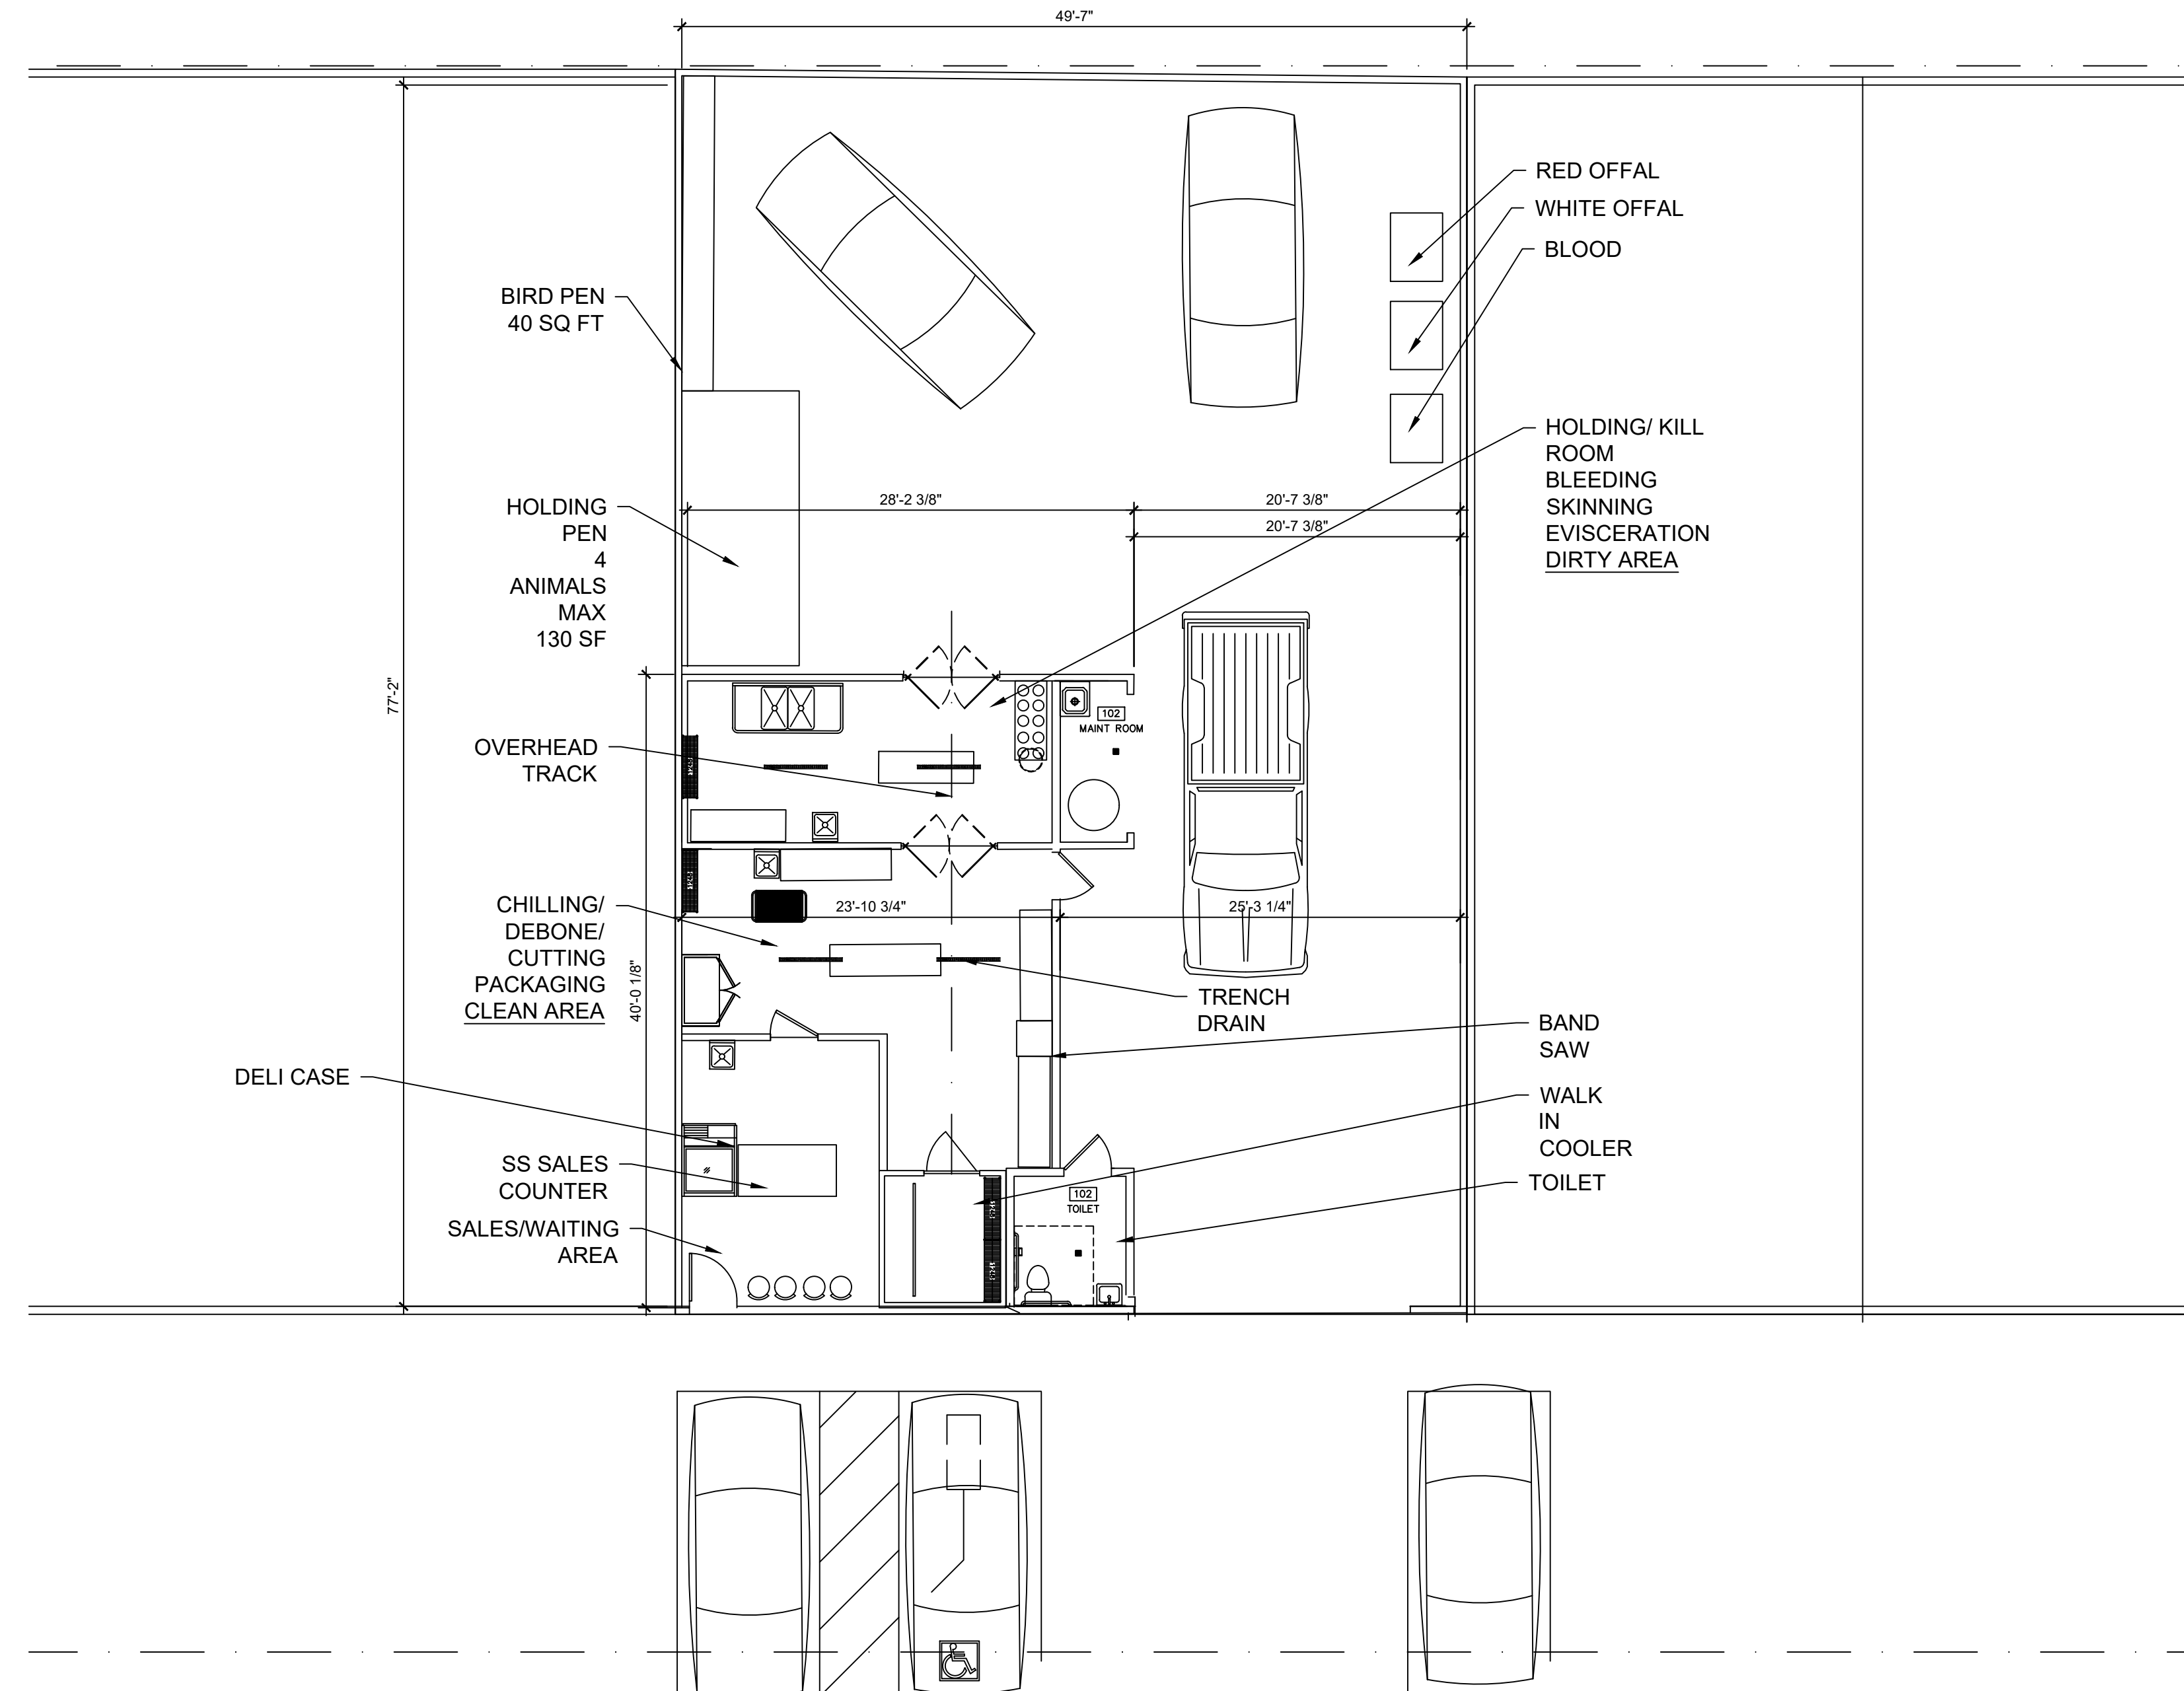 49'-7"
RED OFFAL
WHITE OFFAL
BLOOD
BIRD PEN
40 SQ FT
HOLDING/ KILL
ROOM
BLEEDING
SKINNING
EVISCERATION
DIRTY AREA
28'-2 3/8"
20'-7 3/8"
20'-7 3/8"
HOLDING
PEN
4
ANIMALS
MAX
130 SF
77'-2"
102
MAINT ROOM
OVERHEAD
TRACK
CHILLING/
DEBONE/
CUTTING
PACKAGING
CLEAN AREA
23'-10 3/4"
25'-3 1/4"
40'-0 1/8"
TRENCH
DRAIN
BAND
SAW
DELI CASE
WALK
IN
COOLER
SS SALES
COUNTER
TOILET
102
TOILET
SALES/WAITING
AREA